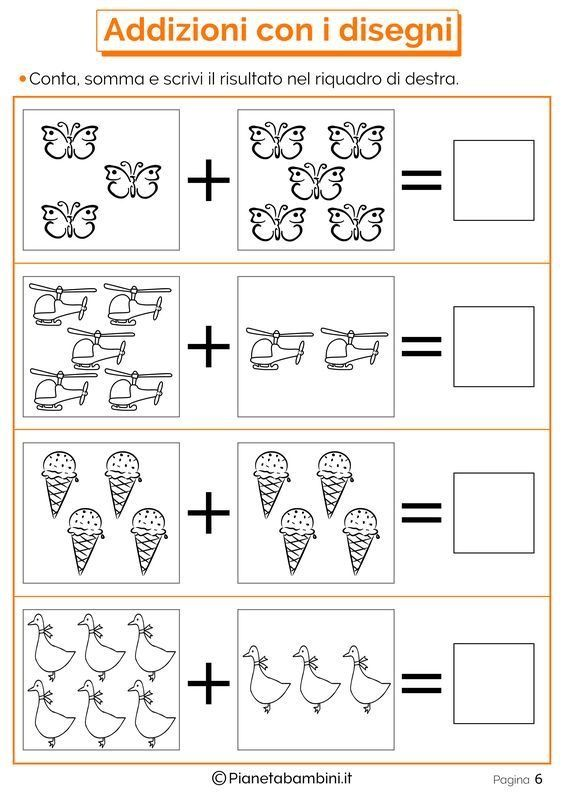 Addizioni con i disegni
• Conta, somma e scrivi il risultato nel riquadro di destra.
+ =
+ =
+ =
+ =
© Pianetabambini.it
Pagina 6